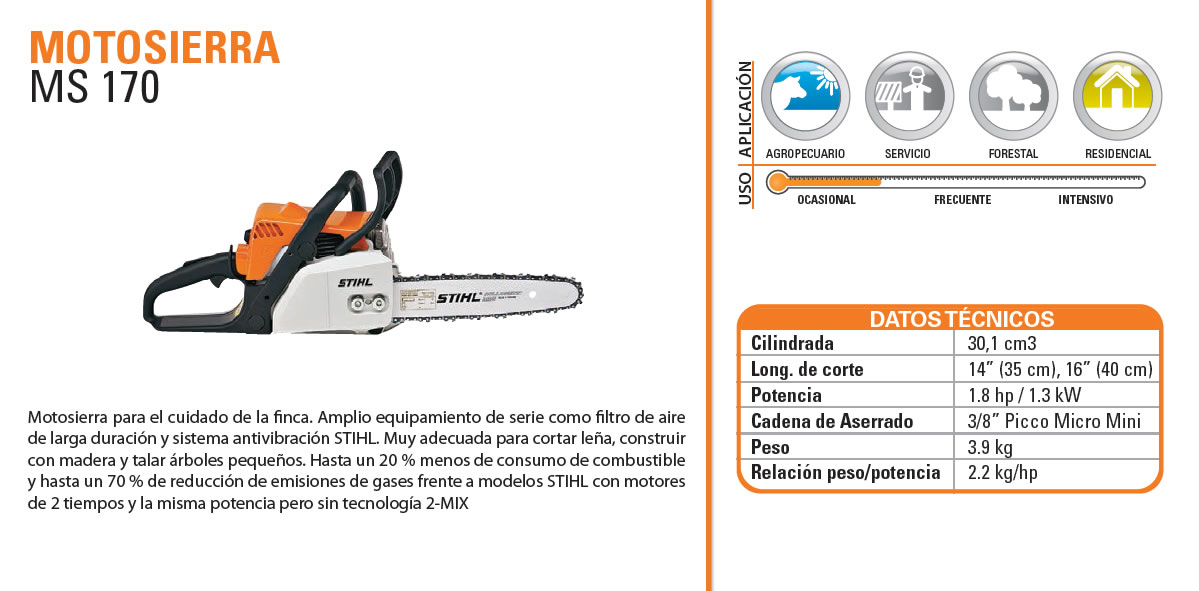 MOTOSIERRA
MS 170
STIHL
STIHL
Motosierra para el cuidado de la finca. Amplio equipamiento de serie como filtro de aire
de larga duración y sistema antivibración STIHL. Muy adecuada para cortar leña, construir
con madera y talar árboles pequeños. Hasta un 20 % menos de consumo de combustible
y hasta un 70 % de reducción de emisiones de gases frente a modelos STIHL con motores
de 2 tiempos y la misma potencia pero sin tecnología 2-MIX
APLICACIÓN
AGROPECUARIO SERVICIO FORESTAL RESIDENCIAL
USO
OCASIONAL FRECUENTE INTENSIVO
DATOS TÉCNICOS
Cilindrada 30,1 cm3
Long. de corte 14” (35 cm), 16” (40 cm)
Potencia 1.8 hp / 1.3 kW
Cadena de Aserrado 3/8” Picco Micro Mini
Peso 3.9 kg
Relación peso/potencia 2.2 kg/hp